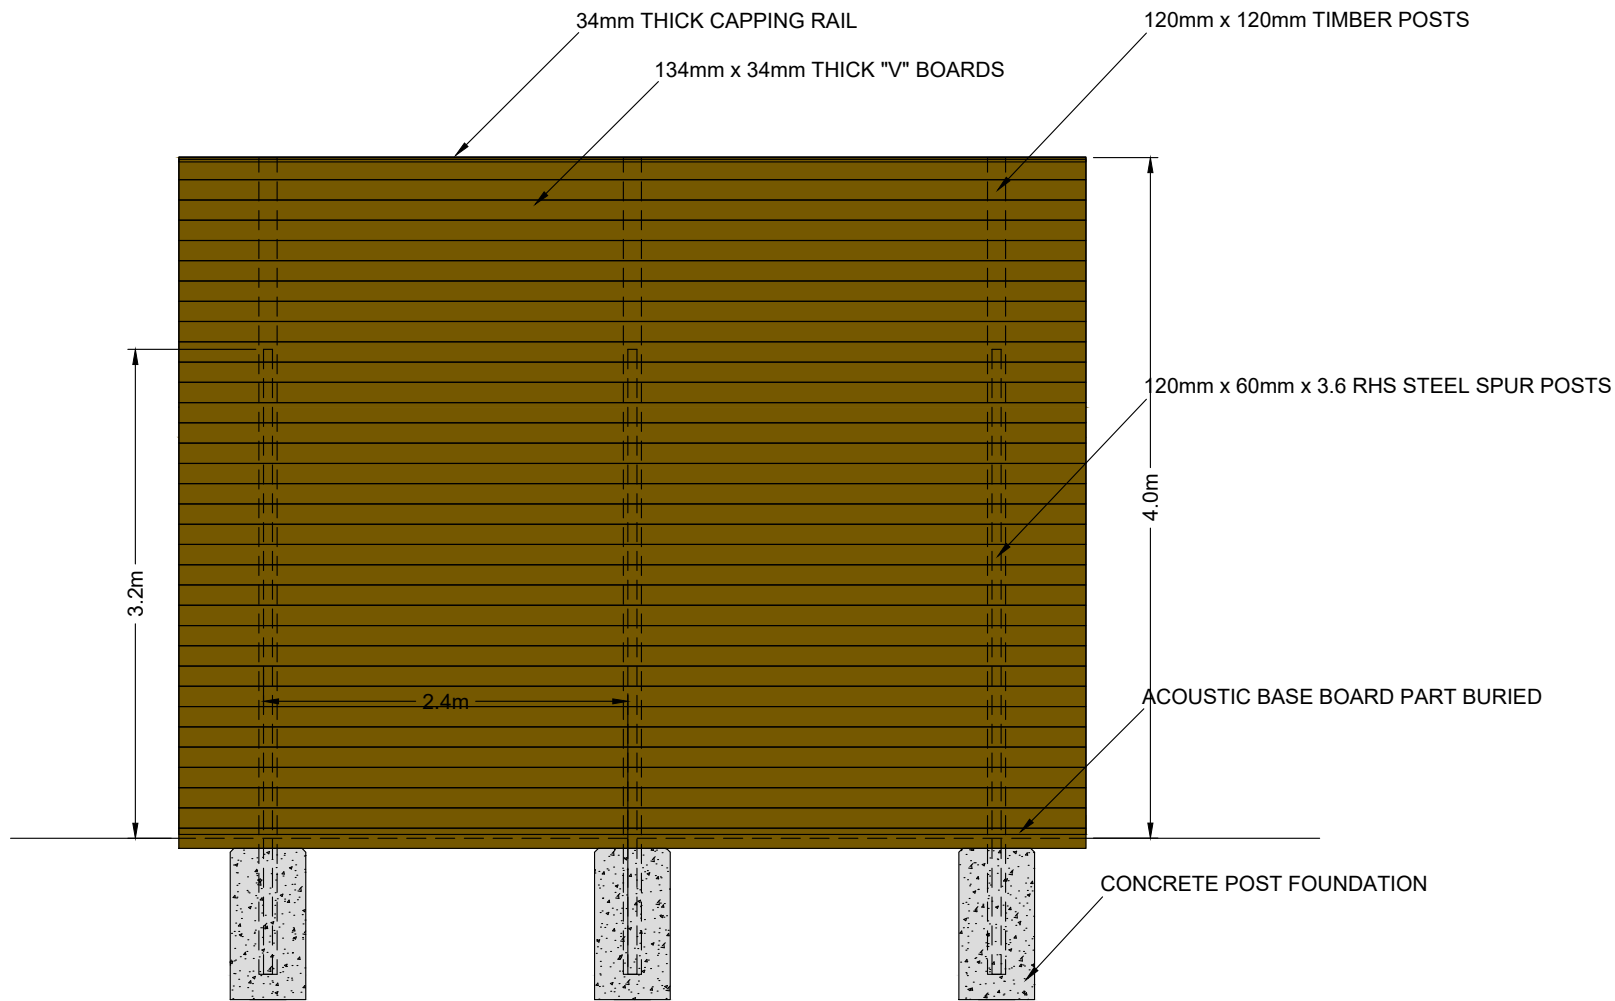 34mm THICK CAPPING RAIL
120mm x 120mm TIMBER POSTS
134mm x 34mm THICK "V" BOARDS
120mm x 60mm x 3.6 RHS STEEL SPUR POSTS
4.0m
3.2m
2.4m
ACOUSTIC BASE BOARD PART BURIED
CONCRETE POST FOUNDATION